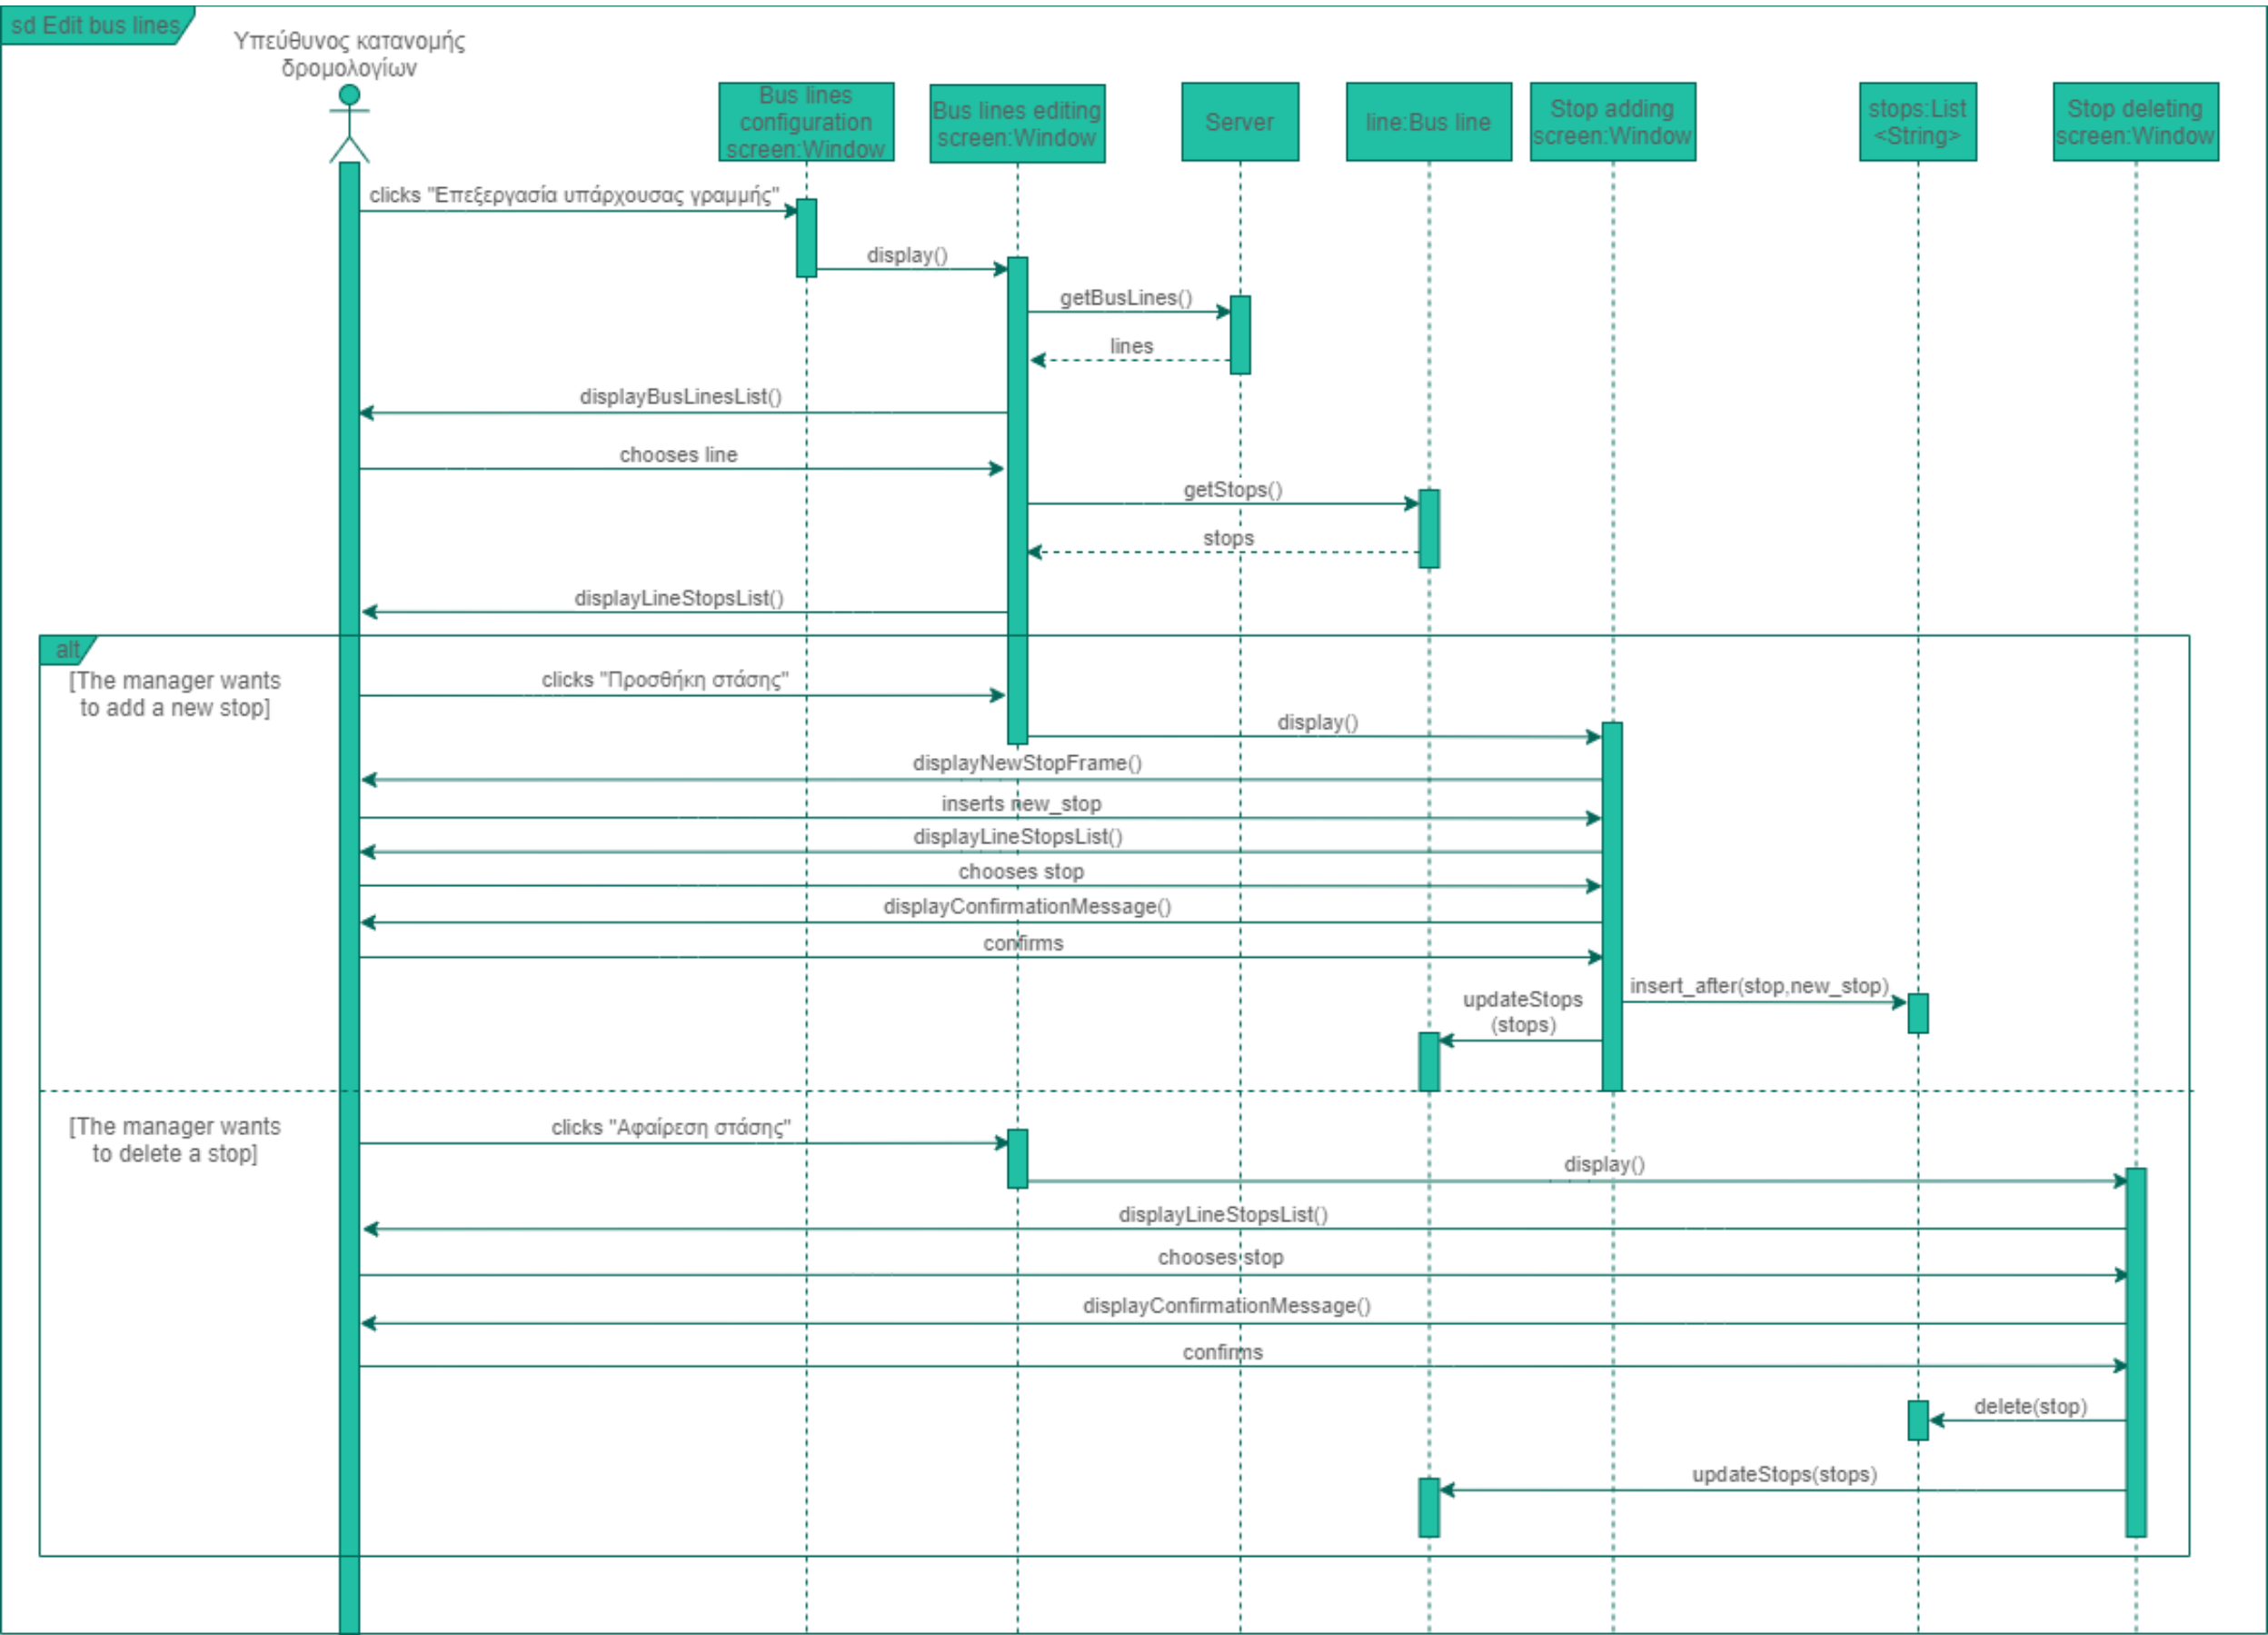 sd Edit bus lines
Υπεύθυνος κατανομής
δρομολογίων
Bus lines
configuration
screen:Window
Bus lines editing
screen:Window
Server
line:Bus line
Stop adding
screen:Window
stops:List
<String>
Stop deleting
screen:Window
clicks "Επεξεργασία υπάρχουσας γραμμής"
display()
getBusLines()
lines
displayBusLinesList()
chooses line
getStops()
stops
displayLineStopsList()
alt
[The manager wants
to add a new stop]
clicks "Προσθήκη στάσης"
display()
displayNewStopFrame()
inserts new_stop
displayLineStopsList()
chooses stop
displayConfirmationMessage()
confirms
insert_after(stop,new_stop)
updateStops
(stops)
[The manager wants
to delete a stop]
clicks "Αφαίρεση στάσης"
display()
displayLineStopsList()
chooses stop
displayConfirmationMessage()
confirms
delete(stop)
updateStops(stops)